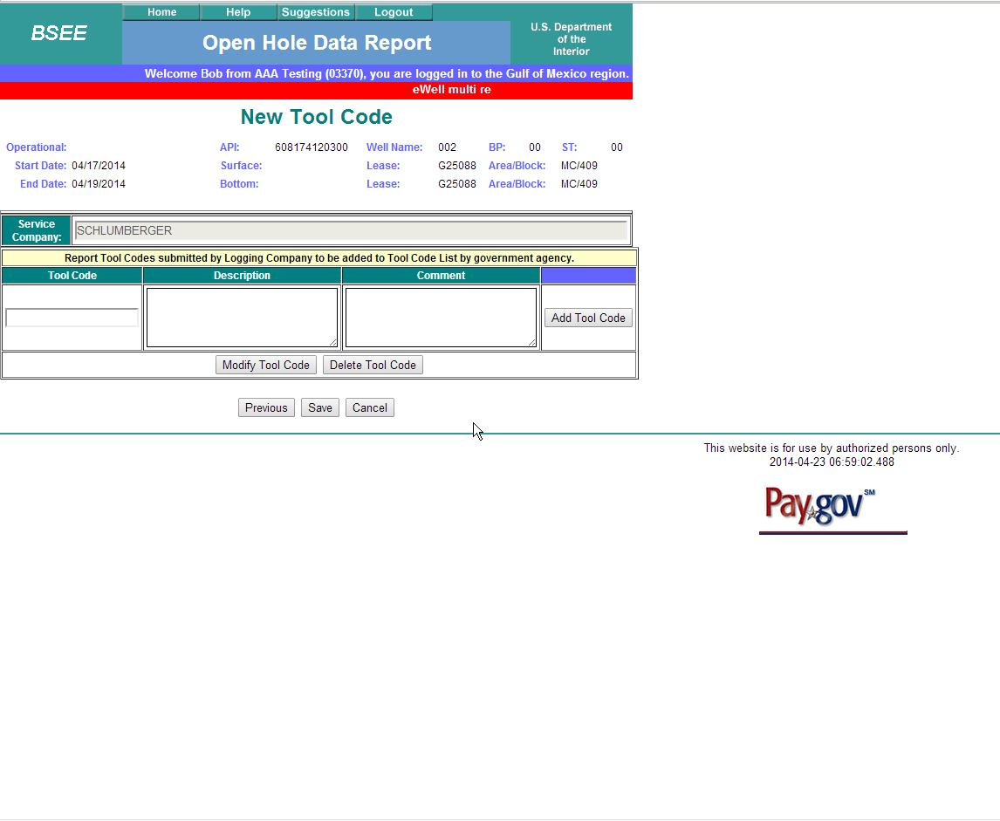 BSEE
Home Help Suggestions Logout
Open Hole Data Report
U.S. Department
of the
Interior
Welcome Bob from AAA Testing (03370), you are logged in to the Gulf of Mexico region.
eWell multi re
New Tool Code
Operational: API: 608174120300 Well Name: 002 BP: 00 ST: 00
Start Date: 04/17/2014 Surface: Lease: G25088 Area/Block: MC/409
End Date: 04/19/2014 Bottom: Lease: G25088 Area/Block: MC/409
Service
Company:
SCHLUMBERGER
Report Tool Codes submitted by Logging Company to be added to Tool Code List by government agency.
Tool Code Description Comment
Add Tool Code
Modify Tool Code Delete Tool Code
Previous Save Cancel
This website is for use by authorized persons only.
2014-04-23 06:59:02.488
Pay.gov SM